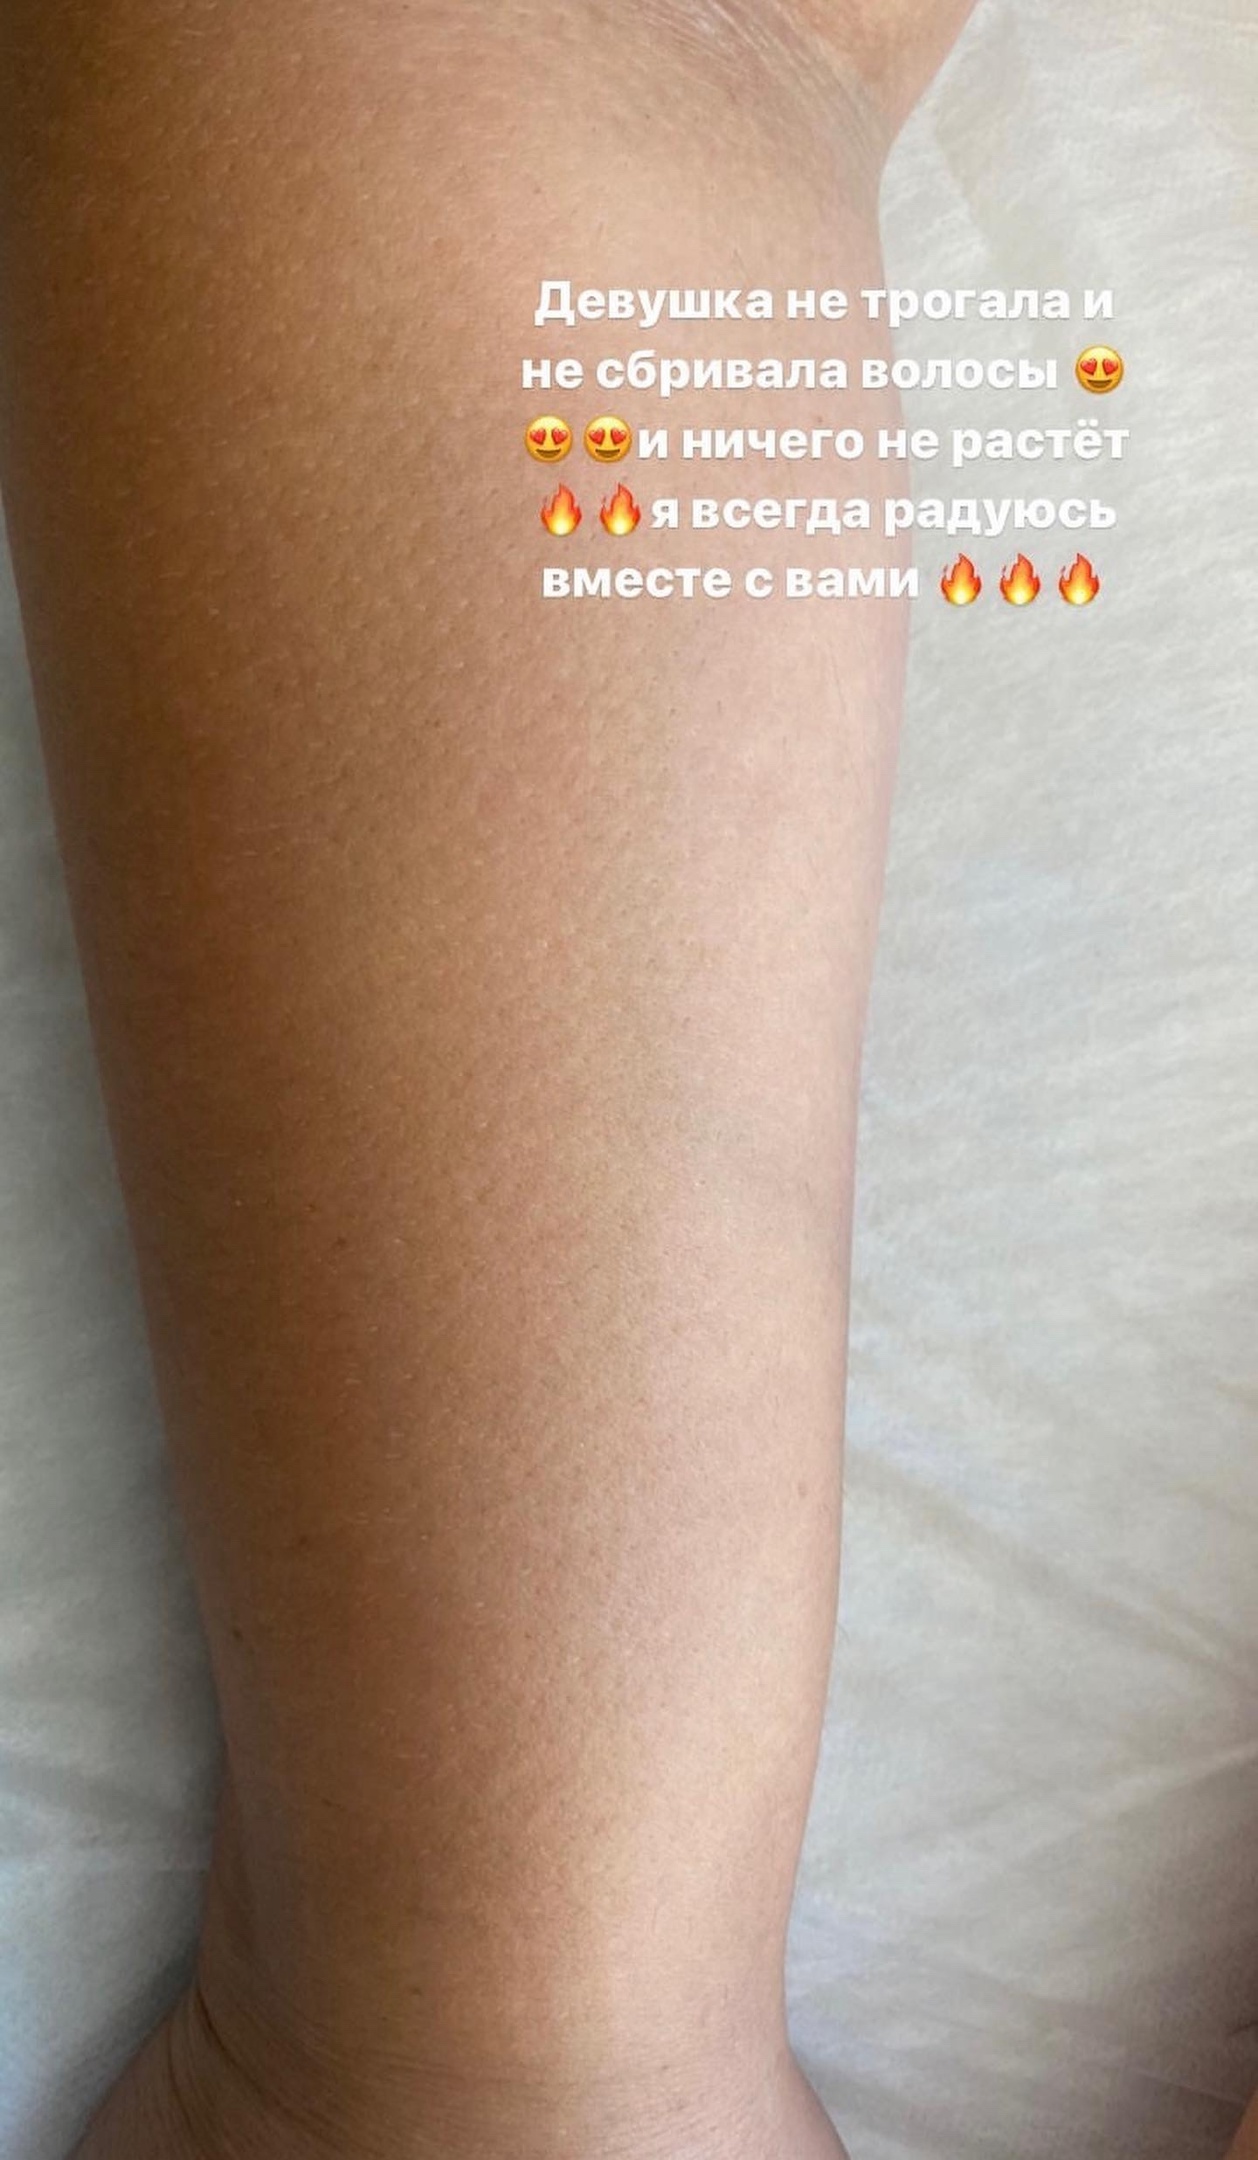 Девушка не трогала и
не сбривала волосы 😍
😍😍и ничего не растёт
🔥🔥я всегда радуюсь
вместе с вами 🔥🔥🔥